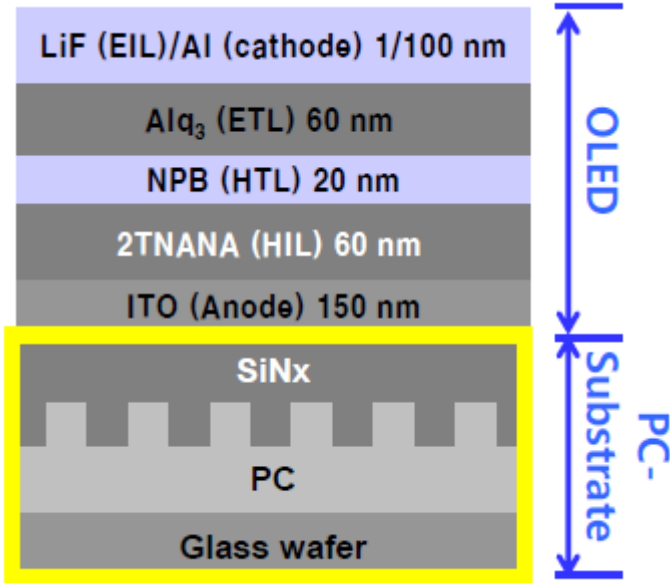 LiF (EIL)/Al (cathode) 1/100 nm
Alq₃ (ETL) 60 nm
NPB (HTL) 20 nm
2TNANA (HIL) 60 nm
ITO (Anode) 150 nm
SiNx
PC
Glass wafer
OLED
PC-
Substrate